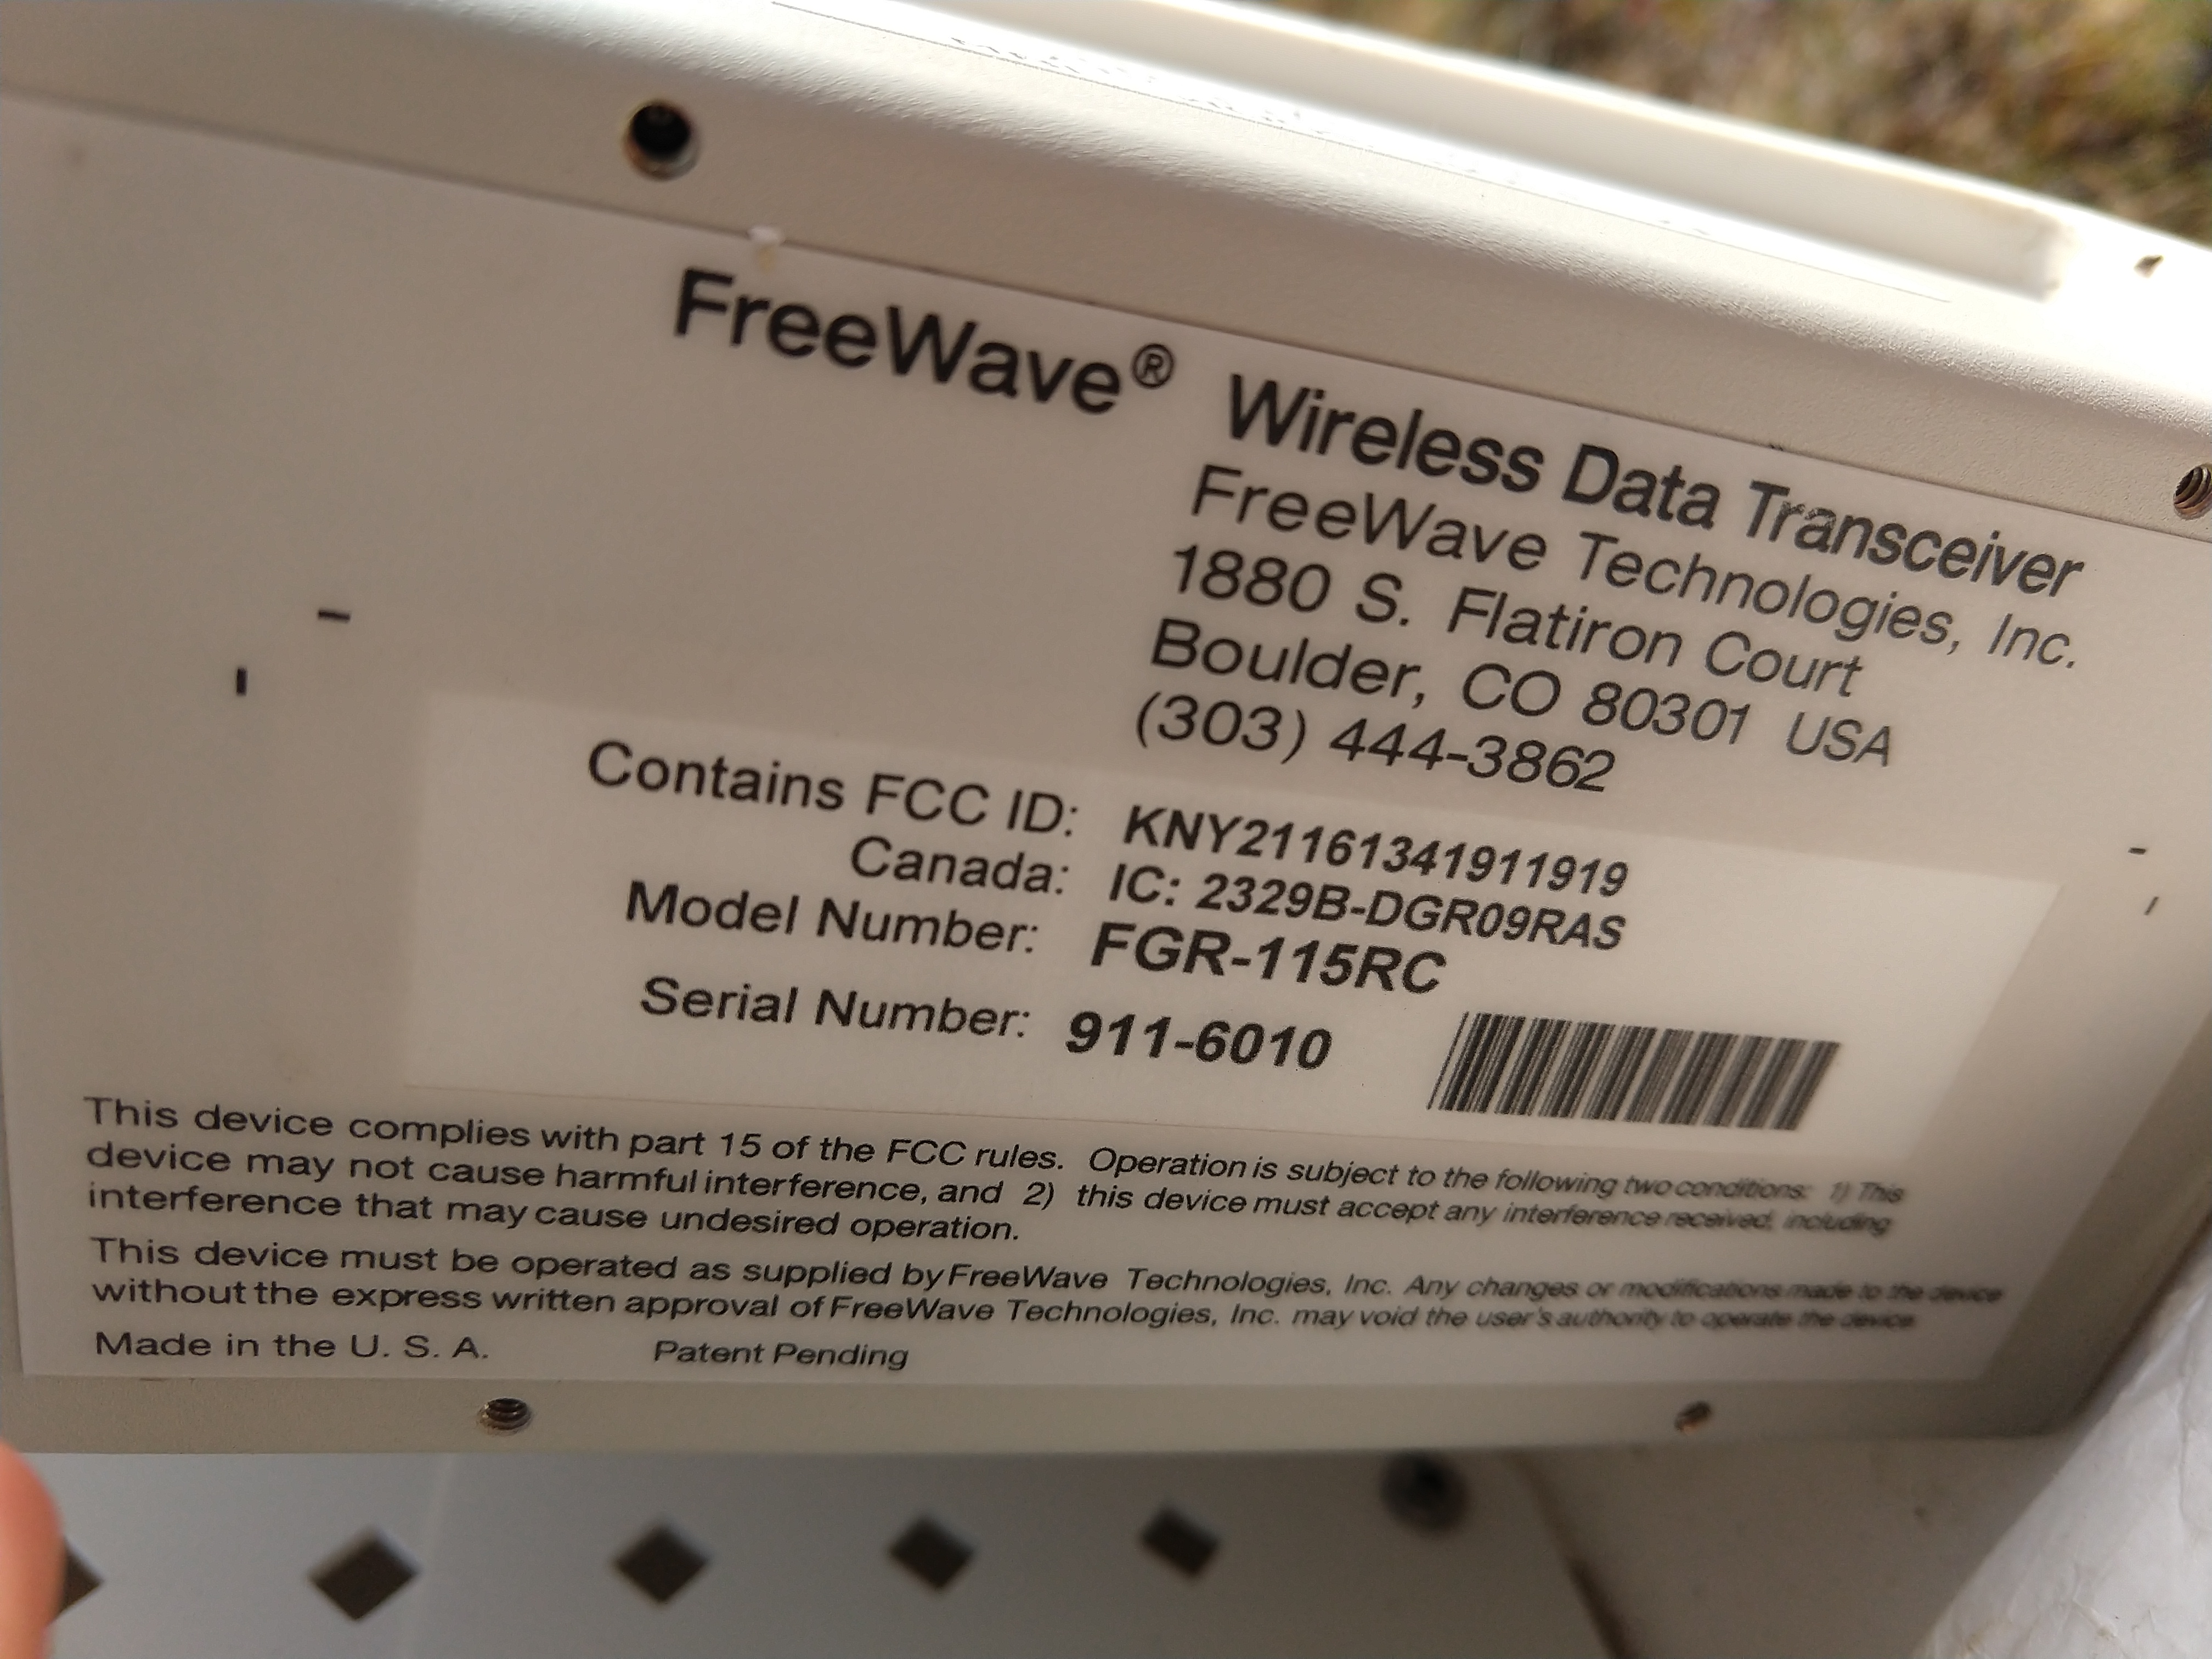 FreeWave® Wireless Data Transceiver
FreeWave Technologies, Inc.
1880 S. Flatiron Court
Boulder, CO 80301 USA
(303) 444-3862
Contains FCC ID: KNY2116134191191​9
Canada: IC: 2329B-DGR09RAS
Model Number: FGR-115RC
Serial Number: 911-6010
This device complies with part 15 of the FCC rules. Operation is subject to the following two conditions: 1) This
device may not cause harmful interference, and 2) this device must accept any interference received, including
interference that may cause undesired operation.
This device must be operated as supplied by FreeWave Technologies, Inc. Any changes or modifications made to the device
without the express written approval of FreeWave Technologies, Inc. may void the user's authority to operate the device
Made in the U. S. A. Patent Pending